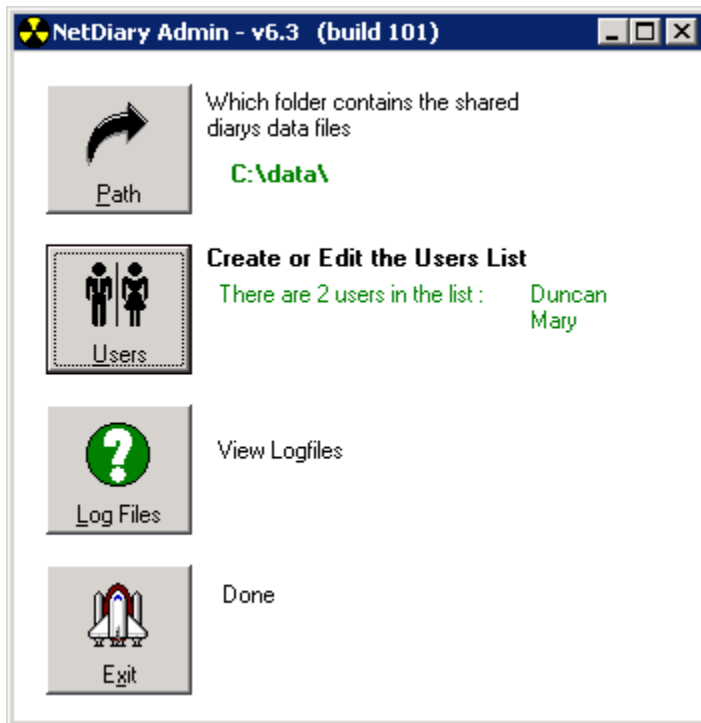 NetDiary Admin - v6.3 (build 101)
Which folder contains the shared
diarys data files
C:\data\
Path
Create or Edit the Users List
There are 2 users in the list : Duncan
Mary
Users
View Logfiles
Log Files
Done
Exit